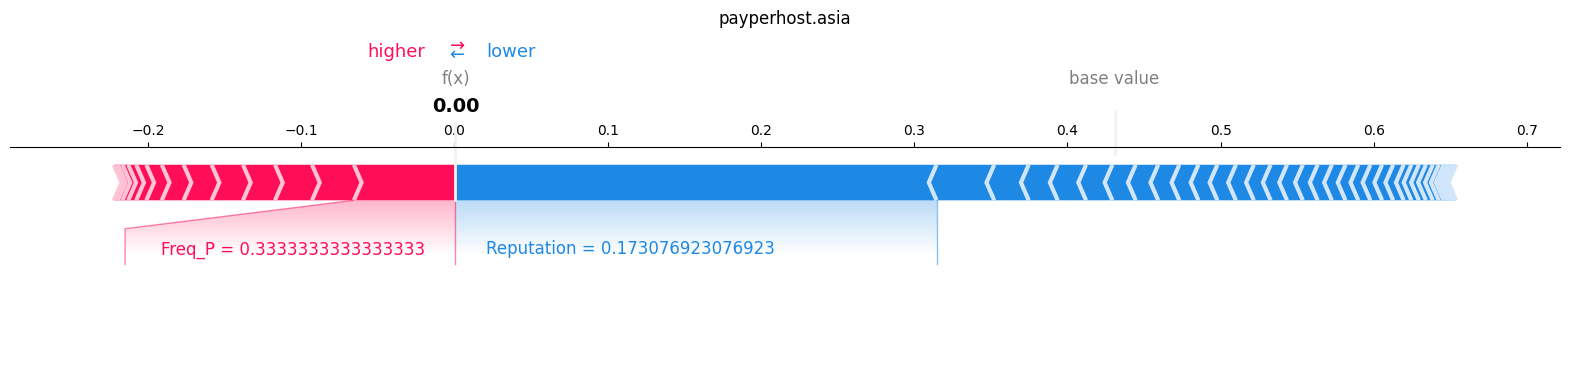 payperhost.asia
higher ⇄ lower
f(x) base value
0.00
−0.2 −0.1 0.0 0.1 0.2 0.3 0.4 0.5 0.6 0.7
Freq_P = 0.3333333333333333 Reputation = 0.173076923076923